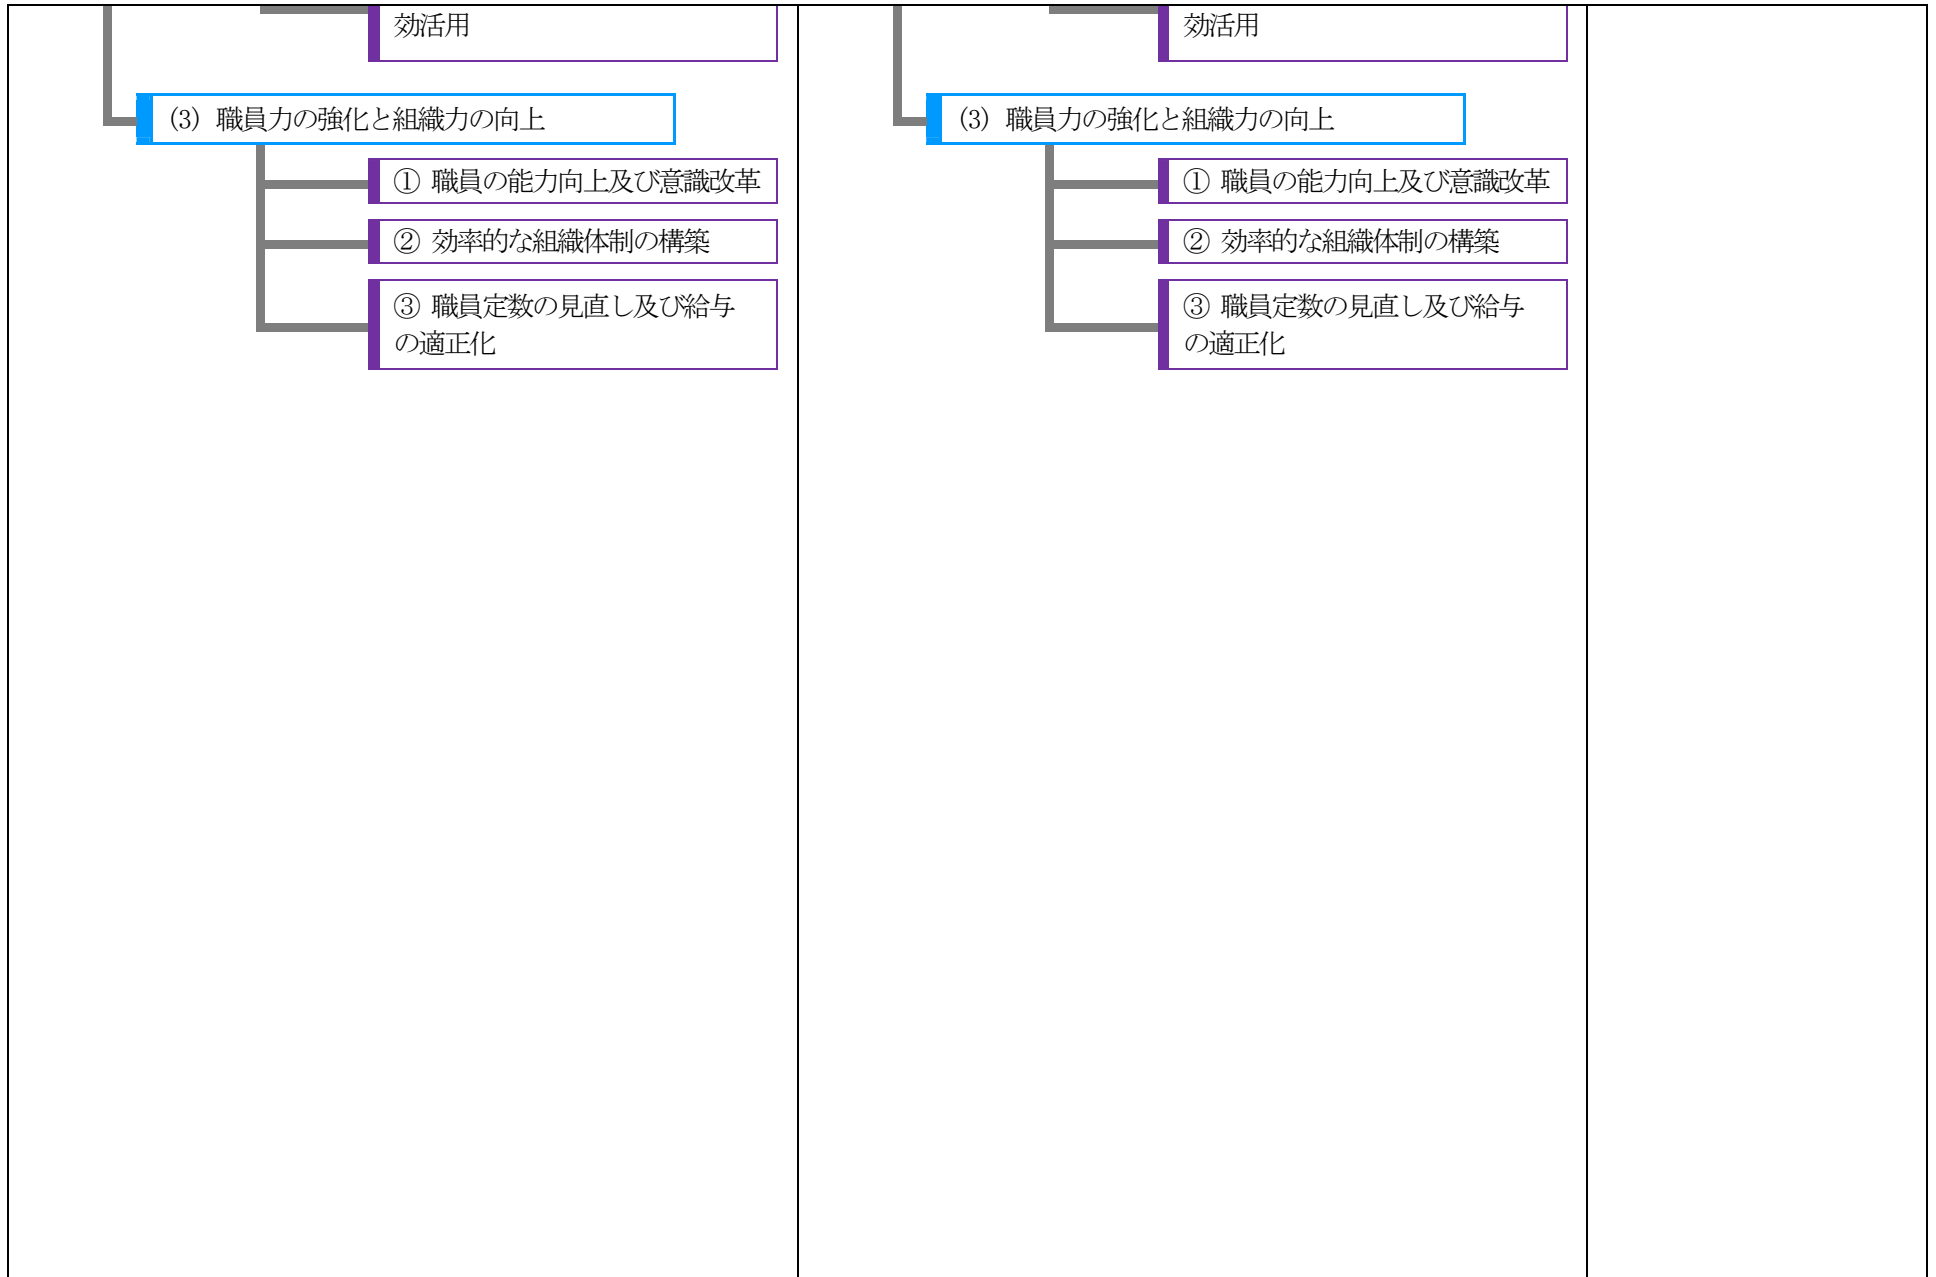 効活用
(3) 職員力の強化と組織力の向上
① 職員の能力向上及び意識改革
② 効率的な組織体制の構築
③ 職員定数の見直し及び給与
の適正化
効活用
(3) 職員力の強化と組織力の向上
① 職員の能力向上及び意識改革
② 効率的な組織体制の構築
③ 職員定数の見直し及び給与
の適正化